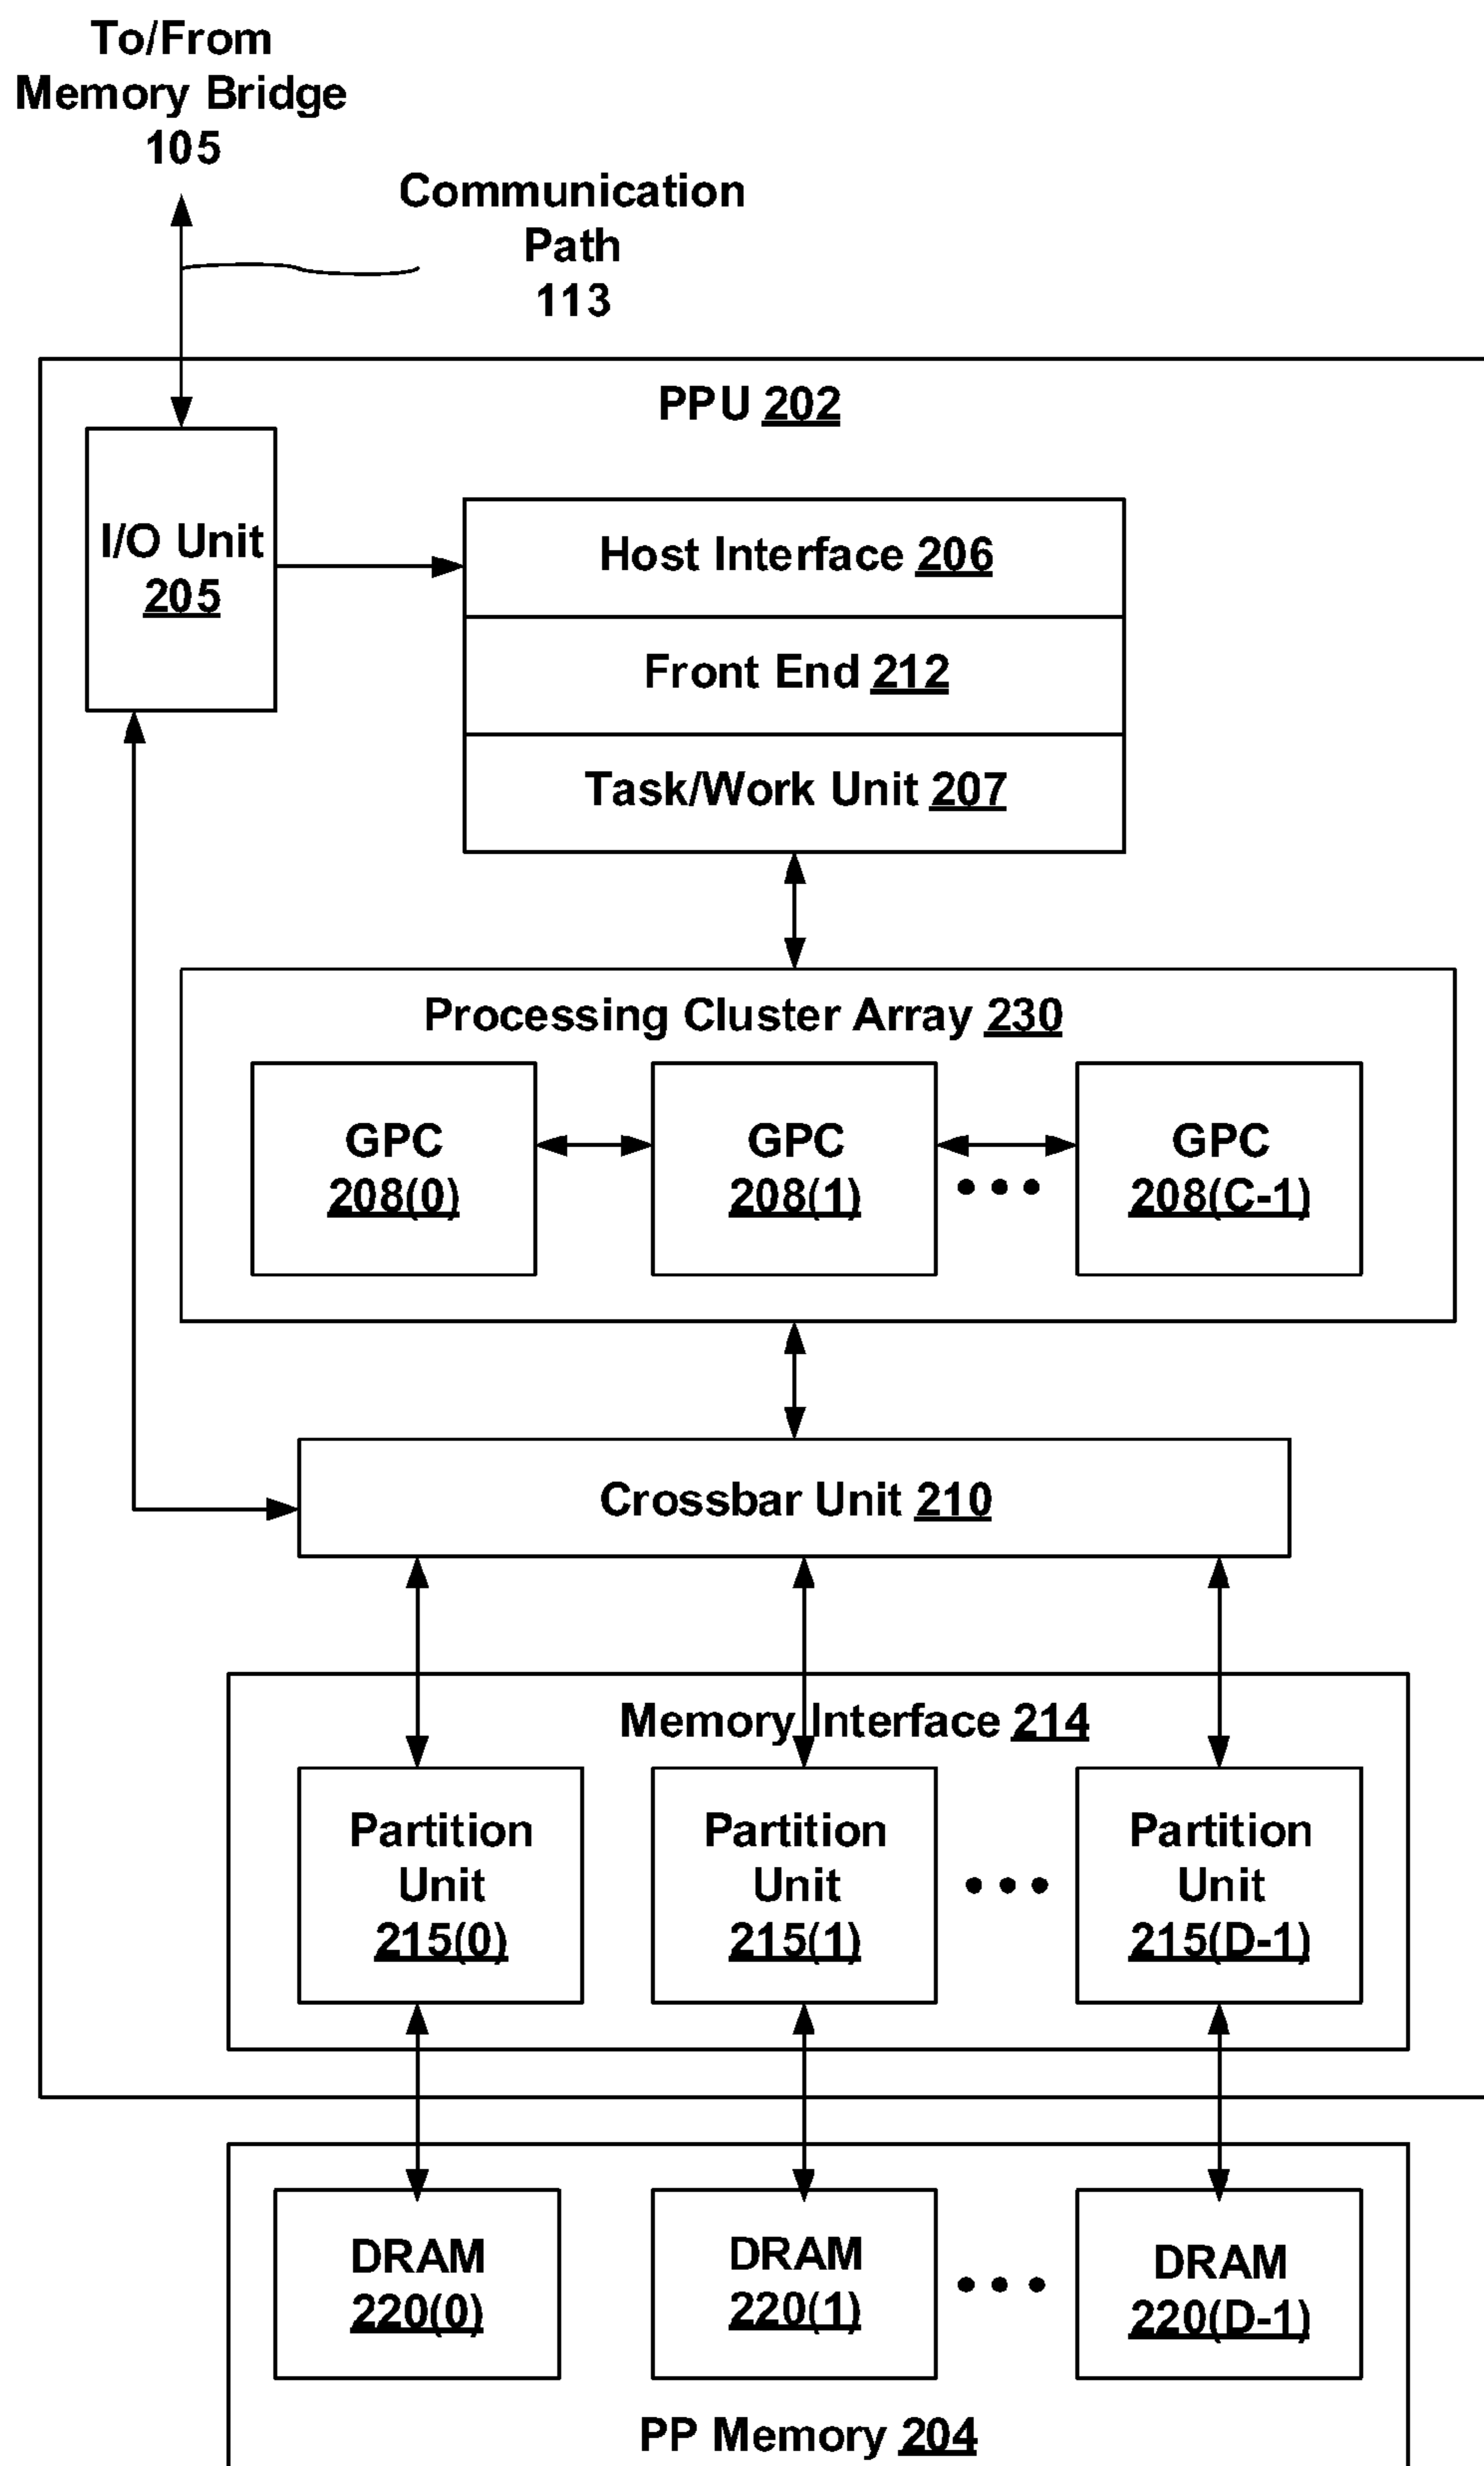 To/From
Memory Bridge
105
Communication
Path
113
PPU 202
I/O Unit
205
Host Interface 206
Front End 212
Task/Work Unit 207
Processing Cluster Array 230
GPC
208(0)
GPC
208(1)
GPC
208(C-1)
Crossbar Unit 210
Memory Interface 214
Partition
Unit
215(0)
Partition
Unit
215(1)
Partition
Unit
215(D-1)
DRAM
220(0)
DRAM
220(1)
DRAM
220(D-1)
PP Memory 204